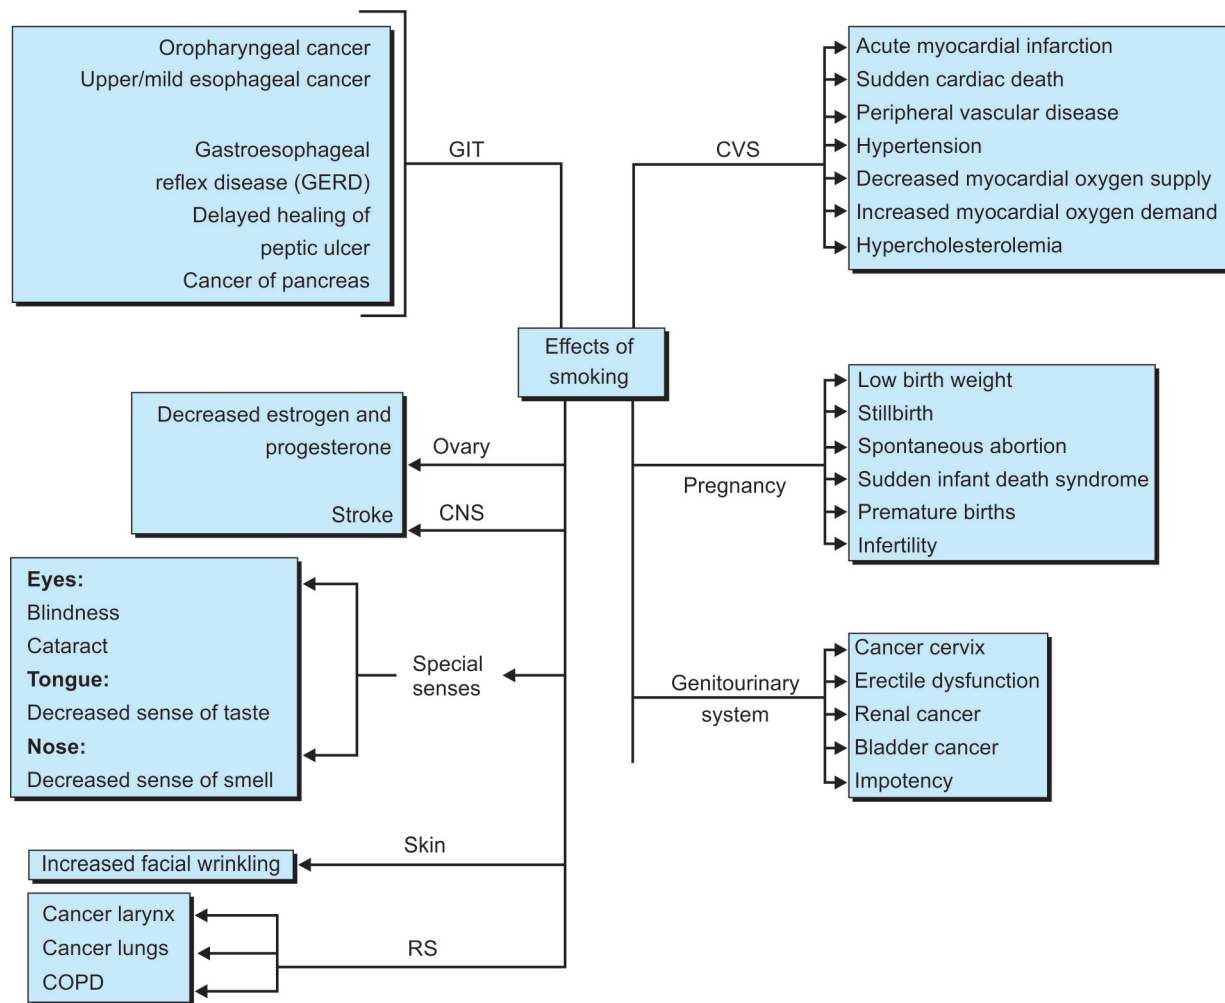 Oropharyngeal cancer
Upper/mild esophageal cancer
Gastroesophageal
reflex disease (GERD)
Delayed healing of
peptic ulcer
Cancer of pancreas
GIT
CVS
Acute myocardial infarction
Sudden cardiac death
Peripheral vascular disease
Hypertension
Decreased myocardial oxygen supply
Increased myocardial oxygen demand
Hypercholesterolemia
Effects of
smoking
Decreased estrogen and
progesterone
Ovary
Stroke
CNS
Pregnancy
Low birth weight
Stillbirth
Spontaneous abortion
Sudden infant death syndrome
Premature births
Infertility
Eyes:
Blindness
Cataract
Tongue:
Decreased sense of taste
Nose:
Decreased sense of smell
Special
senses
Genitourinary
system
Cancer cervix
Erectile dysfunction
Renal cancer
Bladder cancer
Impotency
Increased facial wrinkling
Skin
Cancer larynx
Cancer lungs
COPD
RS